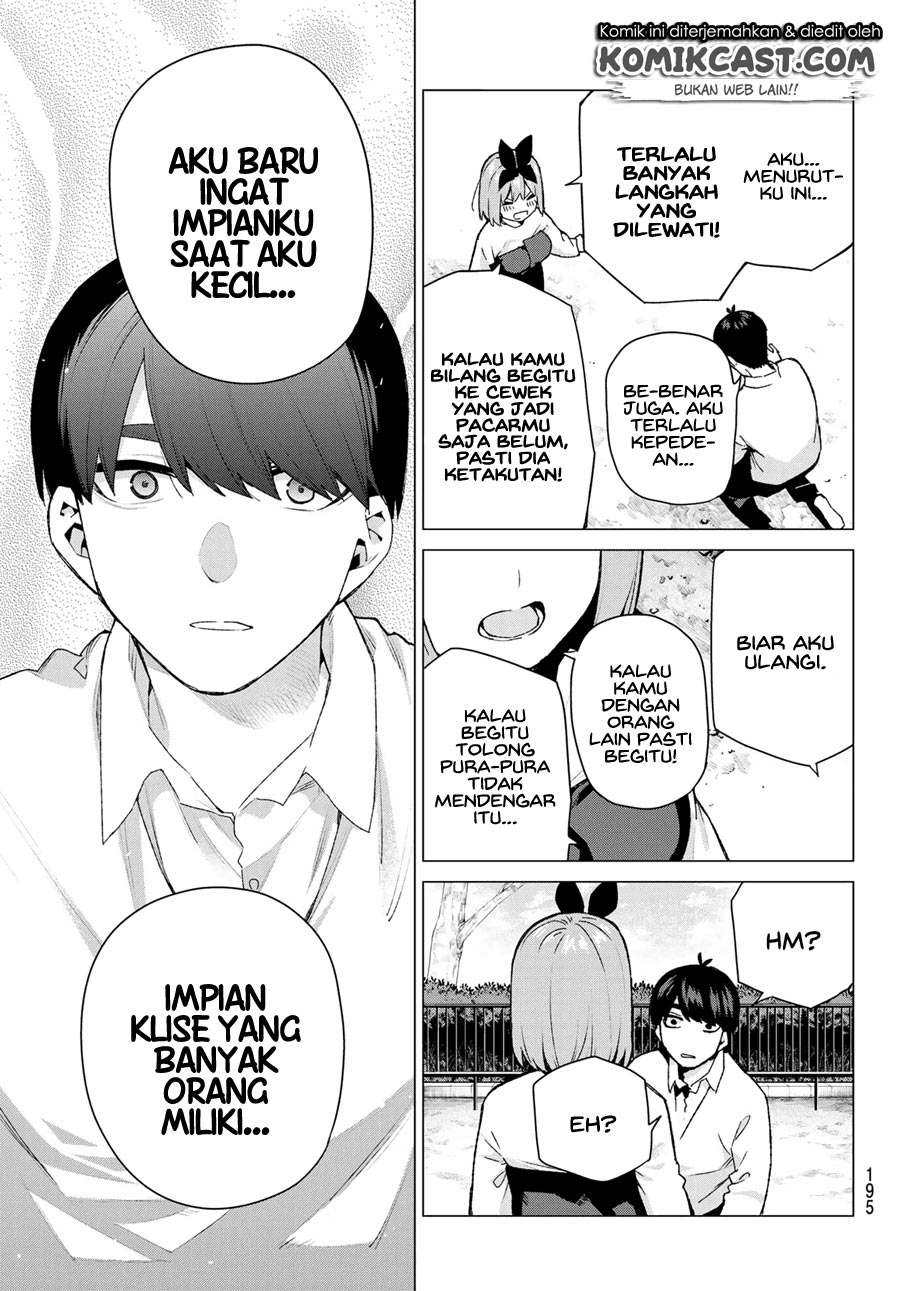 Komik ini diterjemahkan & diedit oleh
KOMIKCAST.COM
BUKAN WEB LAIN!!
AKU...
MENURUT-
KU INI...
TERLALU
BANYAK
LANGKAH
YANG
DILEWATI!
BE-BENAR
JUGA. AKU
TERLALU
KEPEDE-
AN...
KALAU KAMU
BILANG BEGITU
KE CEWEK
YANG JADI
PACARMU
SAJA BELUM,
PASTI DIA
KETAKUTAN!
BIAR AKU
ULANGI.
KALAU
KAMU
DENGAN
ORANG
LAIN PASTI
BEGITU!
KALAU
BEGITU
TOLONG
PURA-PURA
TIDAK
MENDENGAR
ITU...
HM?
EH?
AKU BARU
INGAT
IMPIANKU
SAAT AKU
KECIL...
IMPIAN
KLISE YANG
BANYAK
ORANG
MILIKI...
195